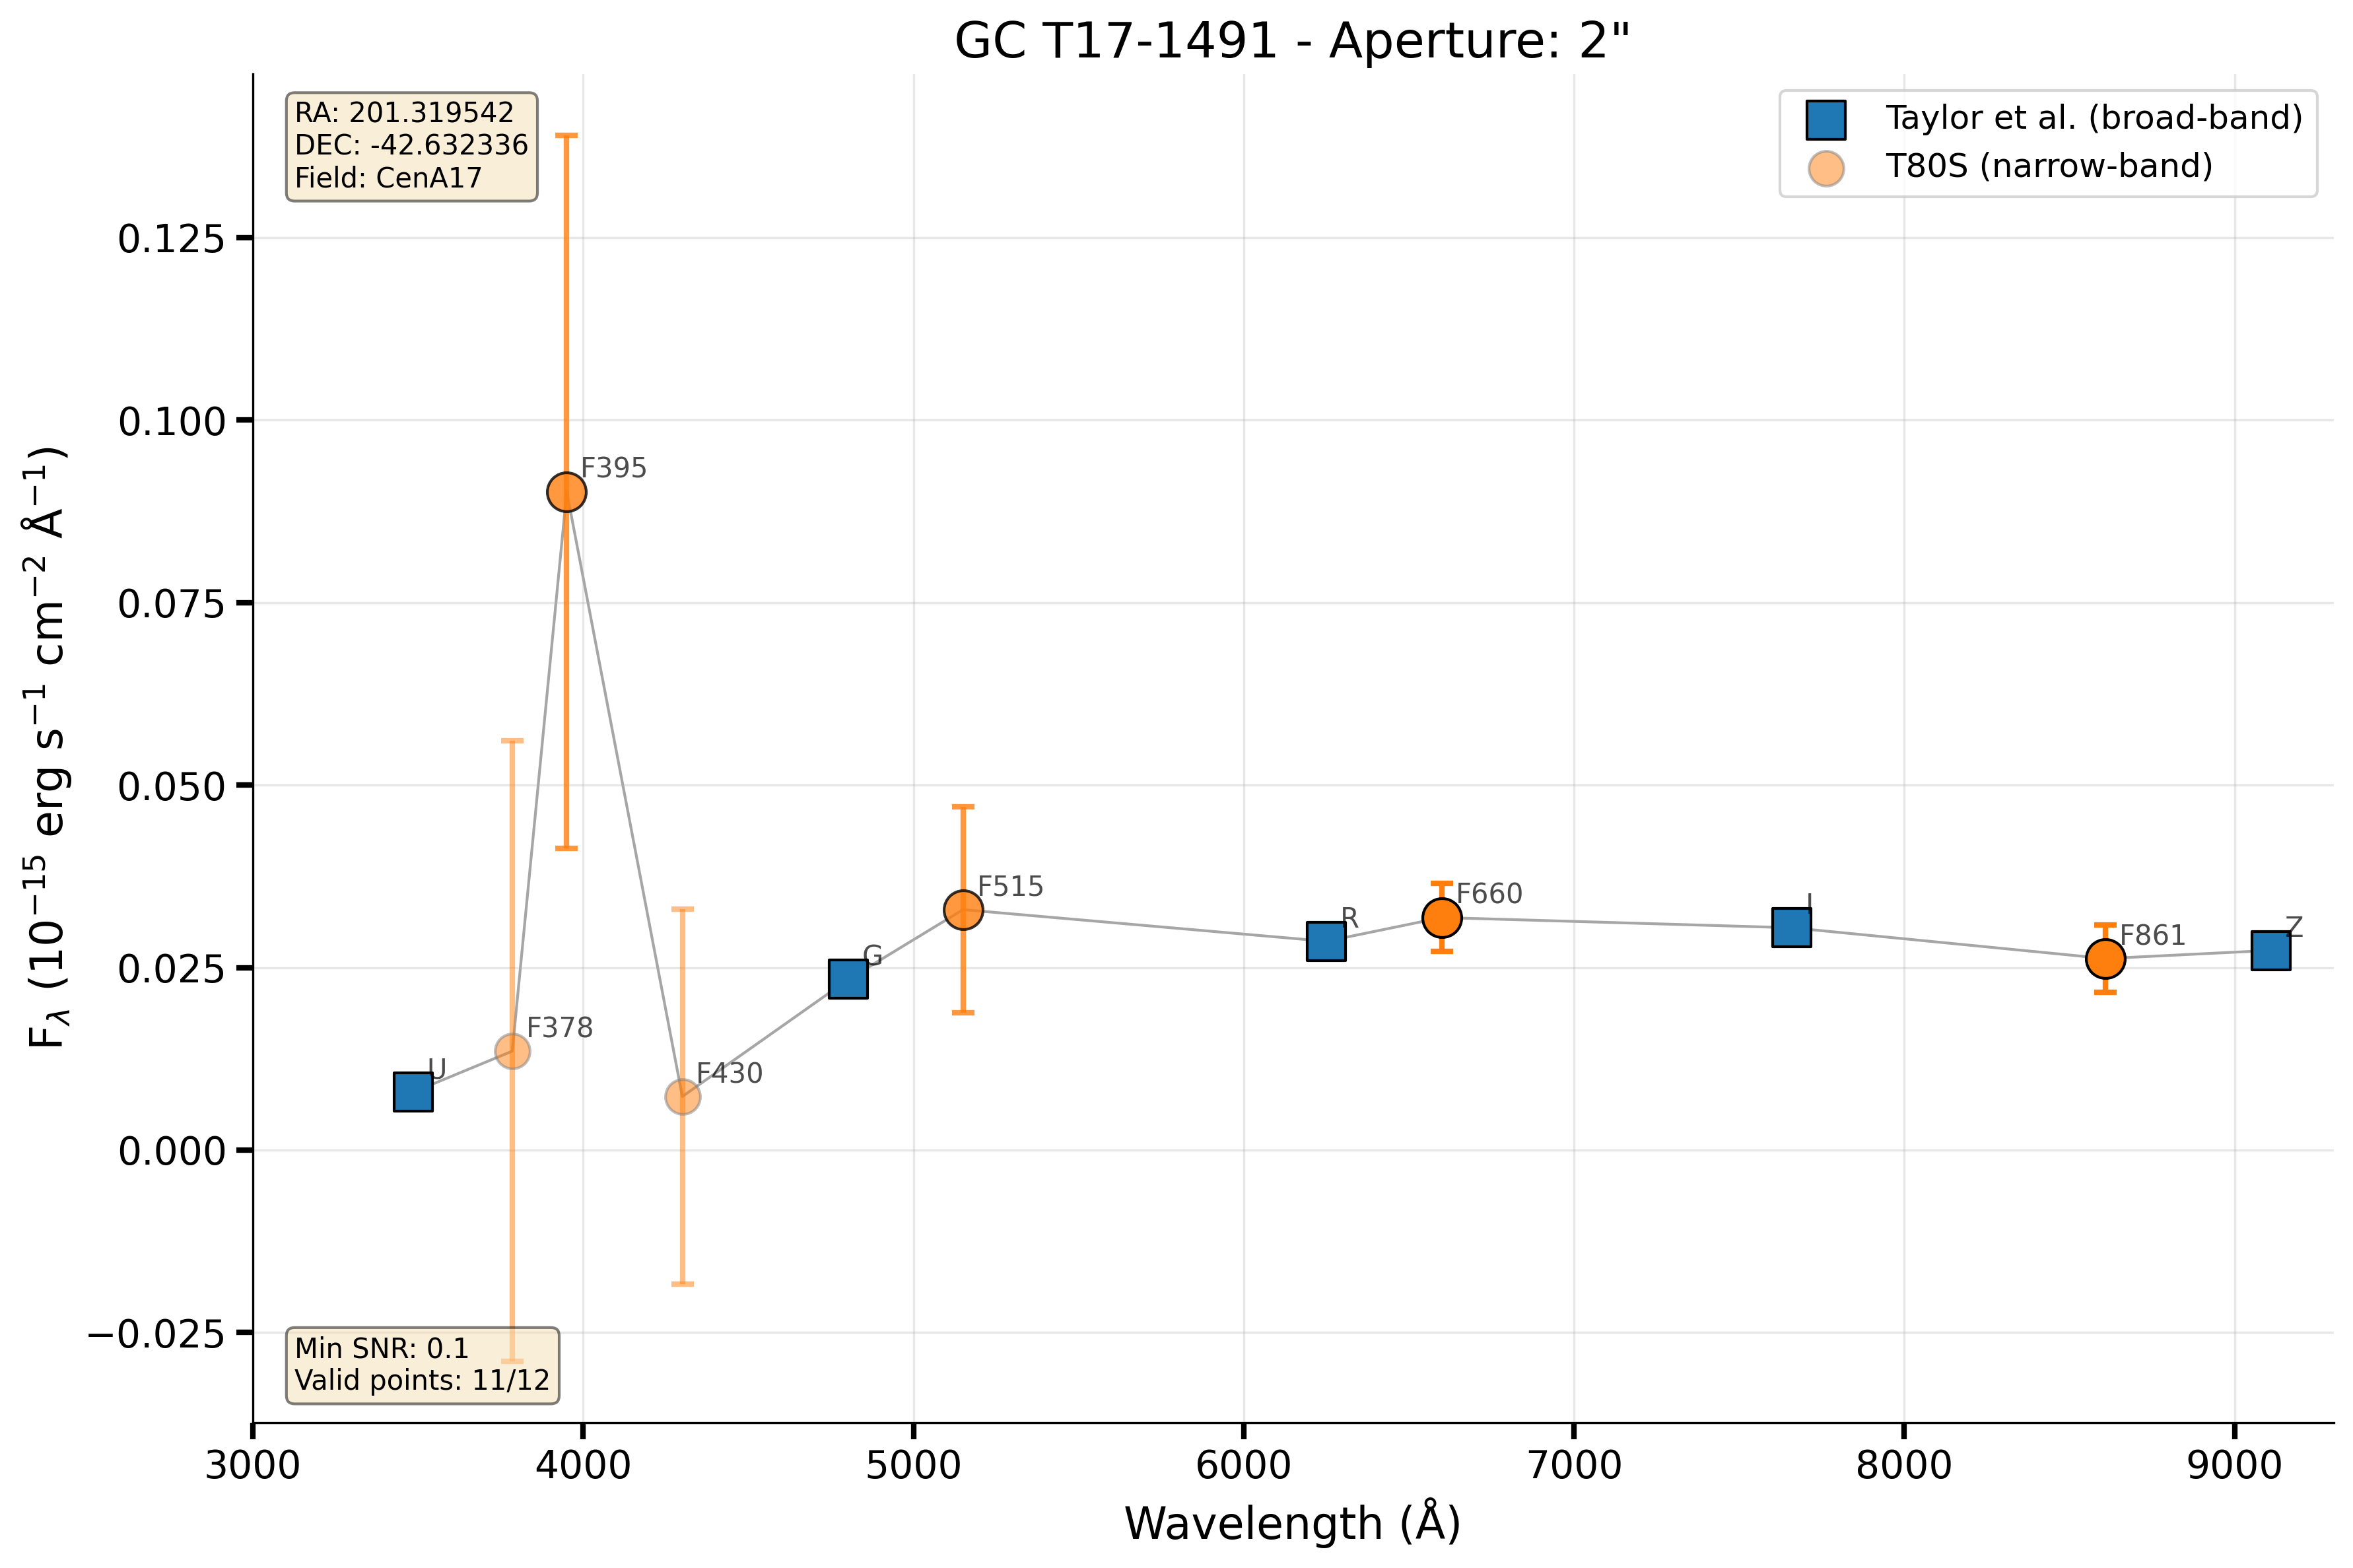 GC T17-1491 - Aperture: 2"
RA: 201.319542
DEC: -42.632336
Field: CenA17
Taylor et al. (broad-band)
T80S (narrow-band)
F_λ (10⁻¹⁵ erg s⁻¹ cm⁻² Å⁻¹)
0.125
0.100
0.075
0.050
0.025
0.000
−0.025
U
F378
F395
F430
G
F515
R
F660
I
F861
Z
Min SNR: 0.1
Valid points: 11/12
3000 4000 5000 6000 7000 8000 9000
Wavelength (Å)